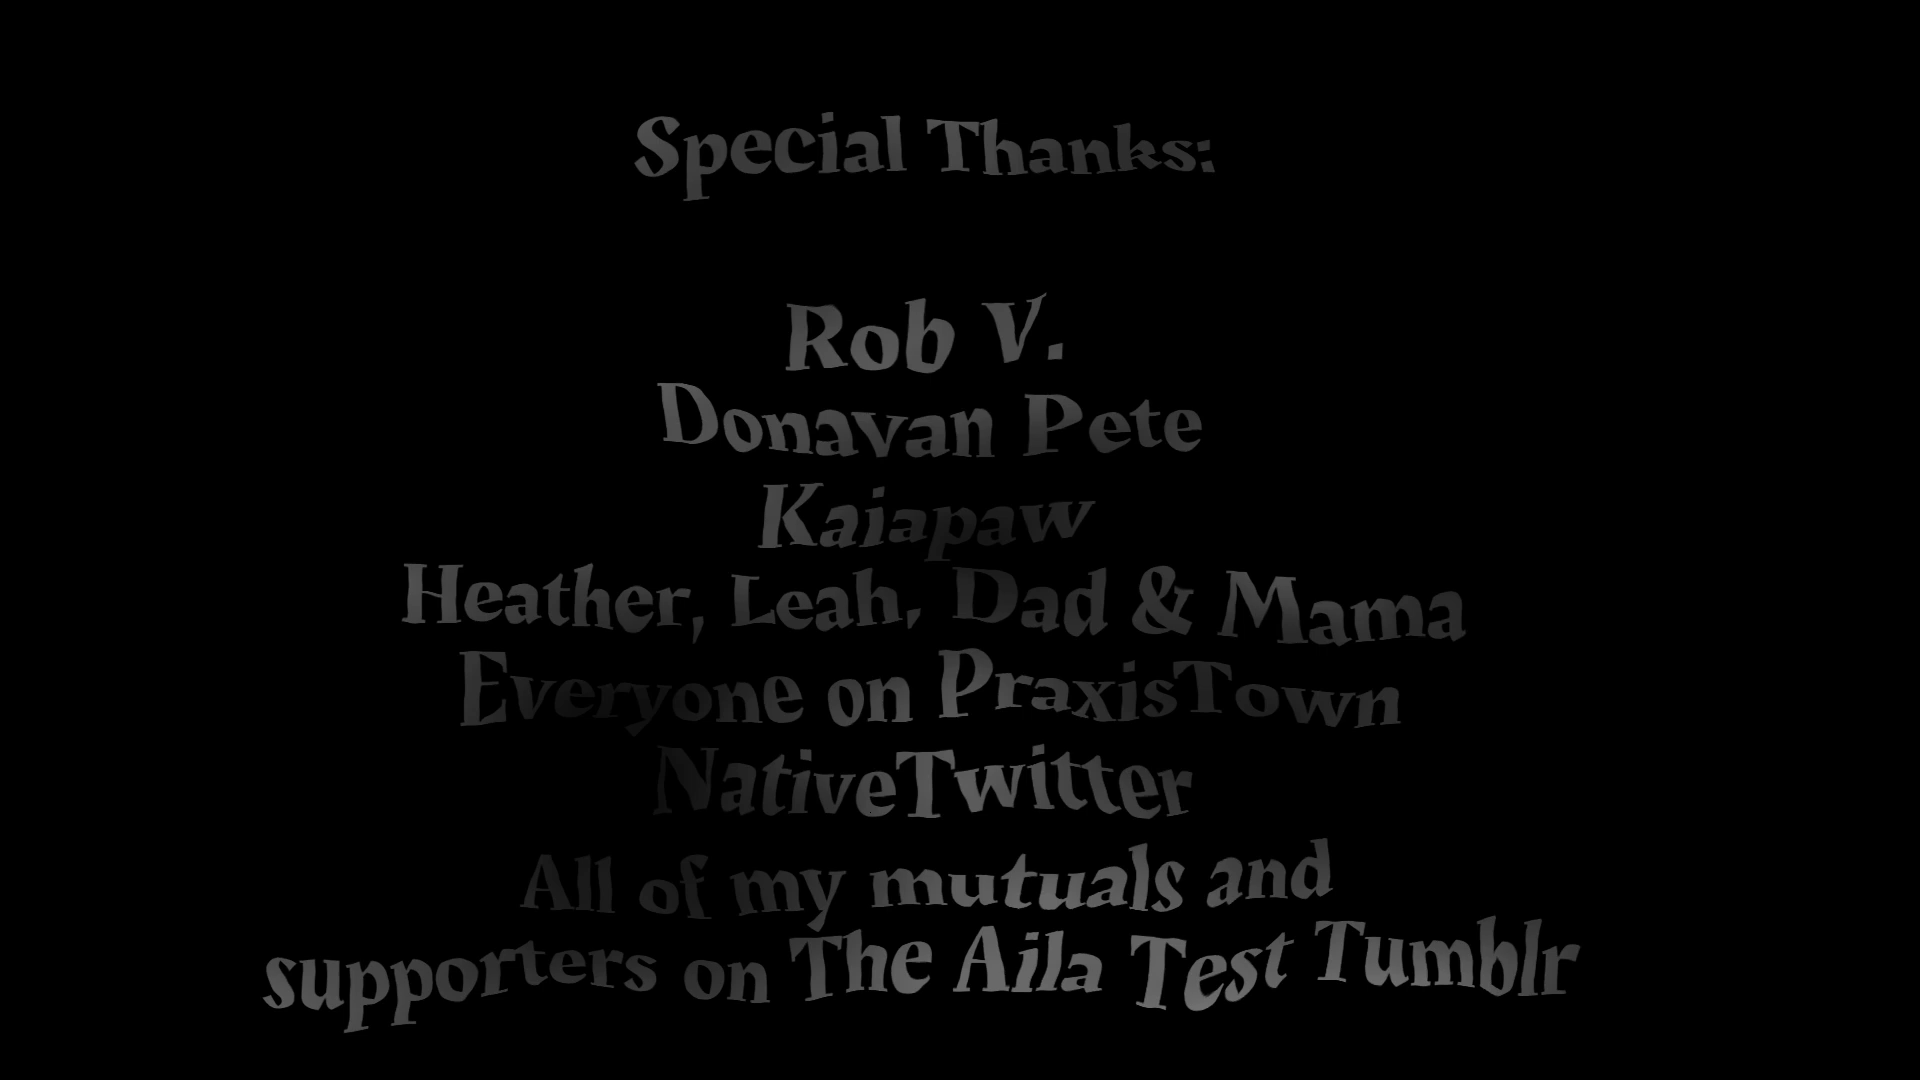 Special Thanks:
Rob V.
Donavan Pete
Kaiapaw
Heather, Leah, Dad & Mama
Everyone on PraxisTown
NativeTwitter
All of my mutuals and
supporters on The Aila Test Tumblr